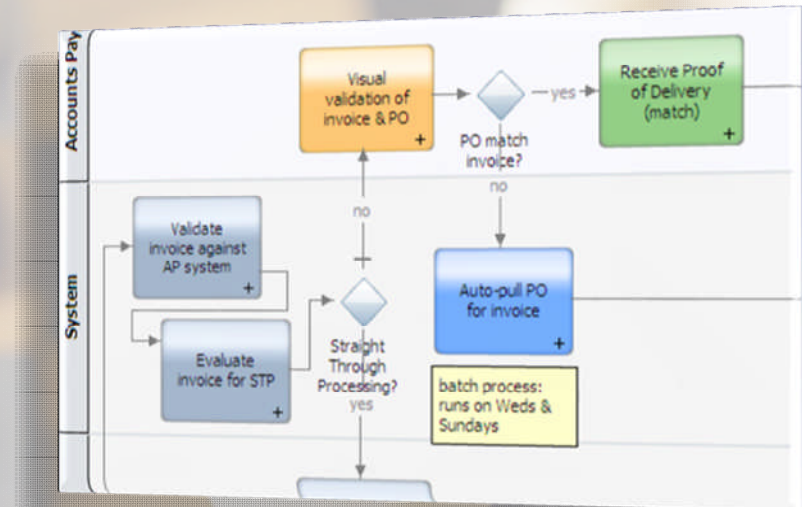 Accounts Pay
Visual
validation of
invoice & PO
+
PO match
invoice?
yes
Receive Proof
of Delivery
(match)
+
no
System
Validate
invoice against
AP system
+
no
Evaluate
invoice for STP
+
Straight
Through
Processing?
yes
Auto-pull PO
for invoice
+
batch process:
runs on Weds &
Sundays